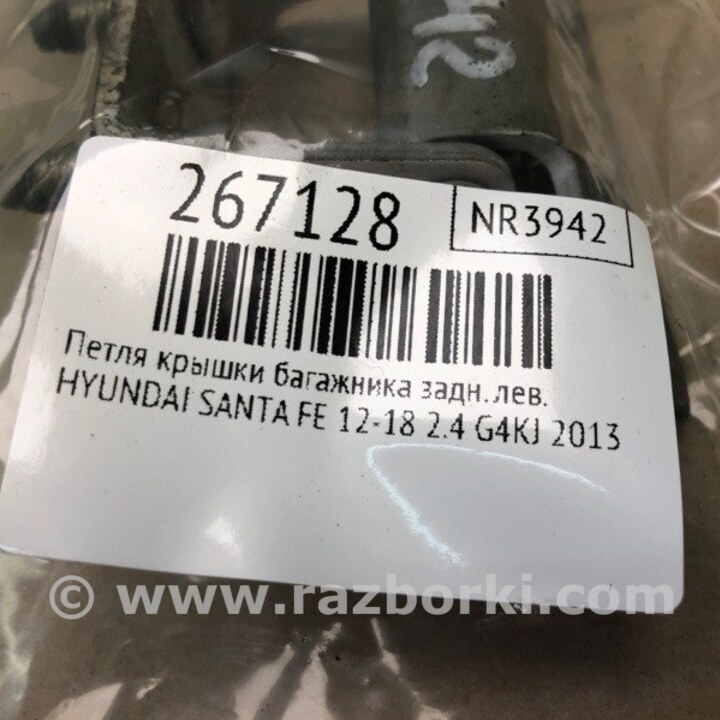 42
267128
NR3942
Петля крышки багажника задн.лев.
HYUNDAI SANTA FE 12-18 2.4 G4KJ 2013
© www.razborki.com